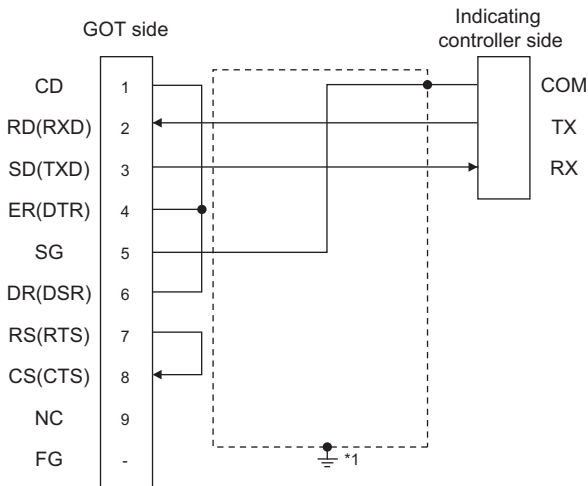 GOT side
Indicating
controller side
CD 1 COM
RD(RXD) 2 TX
SD(TXD) 3 RX
ER(DTR) 4
SG 5
DR(DSR) 6
RS(RTS) 7
CS(CTS) 8
NC 9
FG -
*1